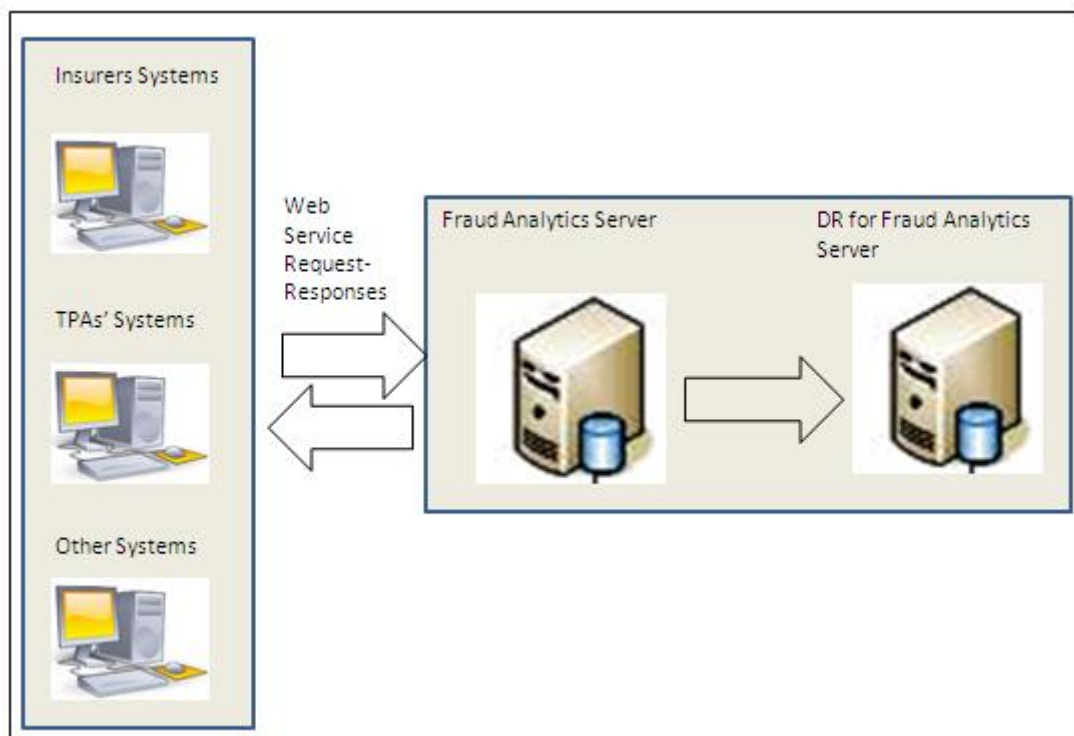 Insurers Systems
TPAs' Systems
Other Systems
Web
Service
Request-
Responses
Fraud Analytics Server
DR for Fraud Analytics
Server